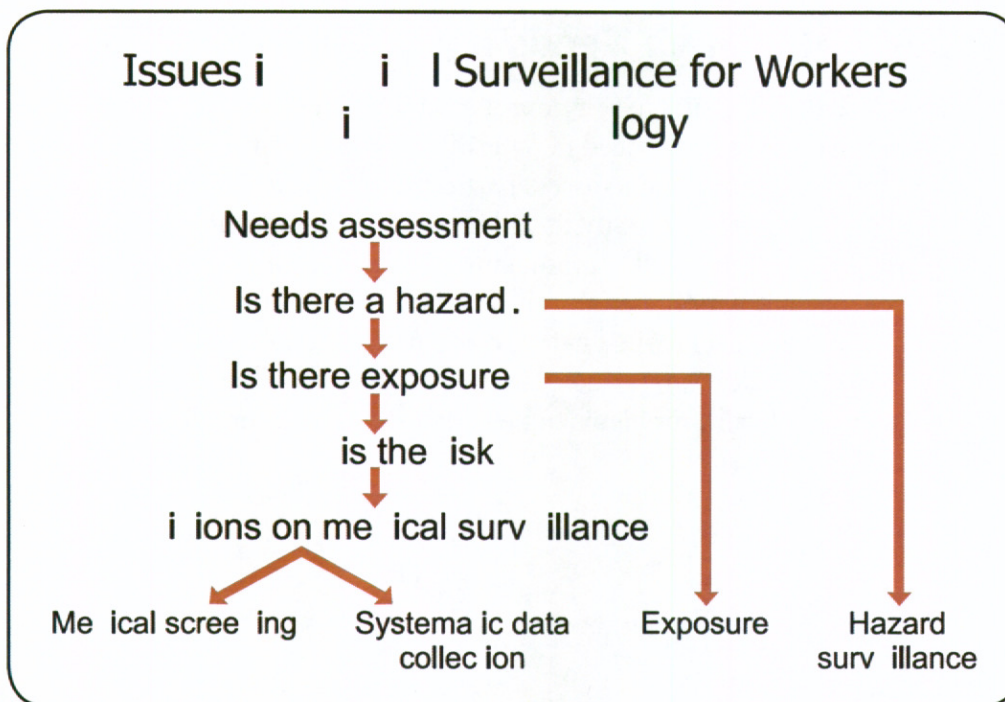 Issues i i l Surveillance for Workers
i logy
Needs assessment
Is there a hazard .
Is there exposure
is the isk
i ions on me ical surv illance
Me ical scree ing
Systema ic data
collec ion
Exposure
Hazard
surv illance